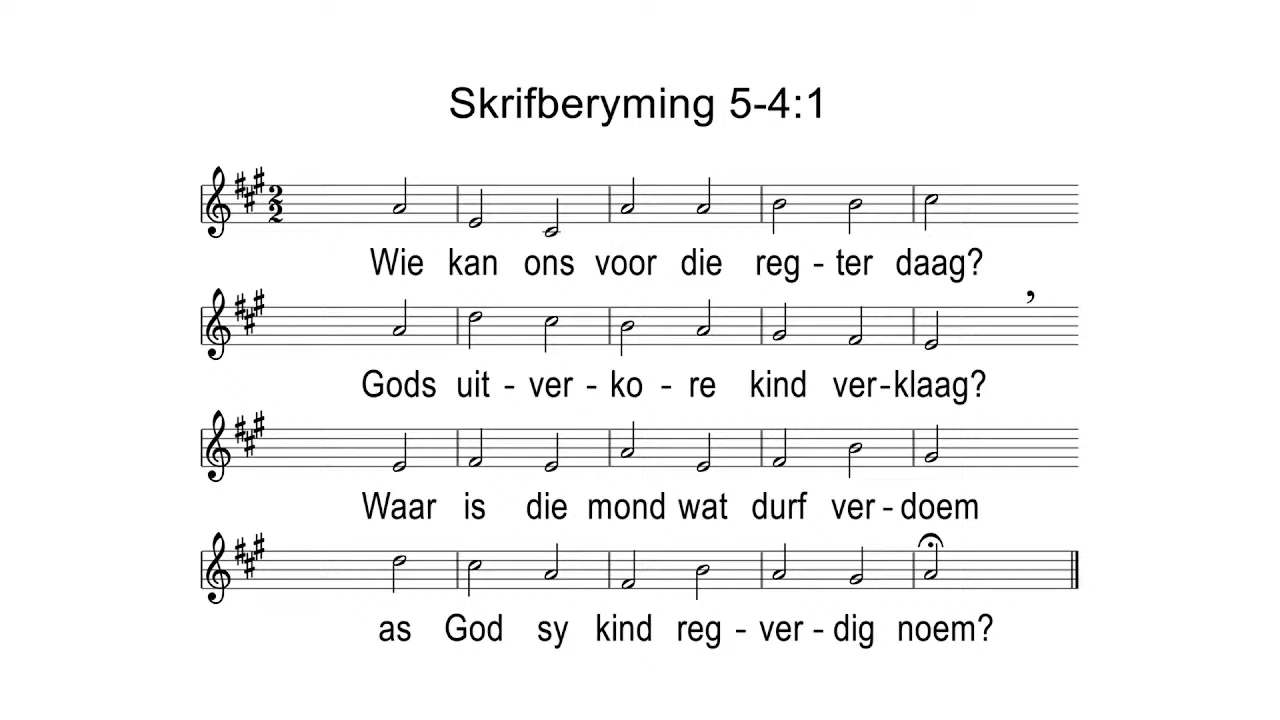 Skrifberyming 5-4:1
Wie kan ons voor die reg - ter daag?
Gods uit - ver - ko - re kind ver - klaag?
Waar is die mond wat durf ver - doem
as God sy kind reg - ver - dig noem?